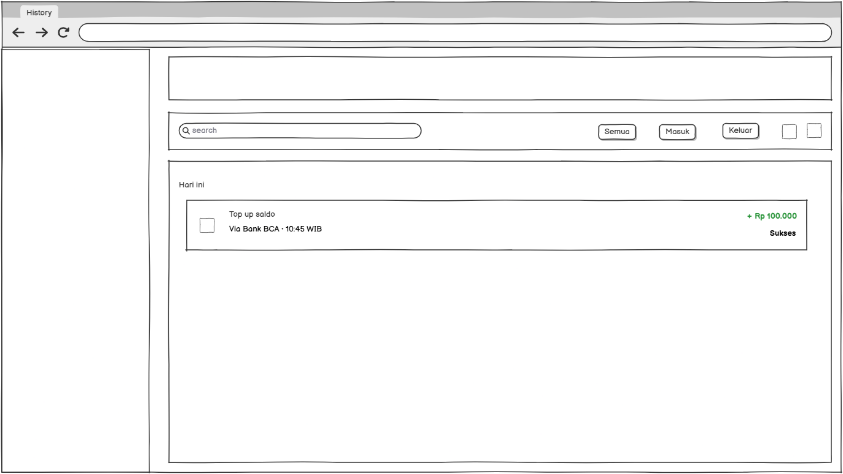 History
search
Semua
Masuk
Keluar
Hari ini
Top up saldo
+ Rp 100.000
Via Bank BCA · 10:45 WIB
Sukses